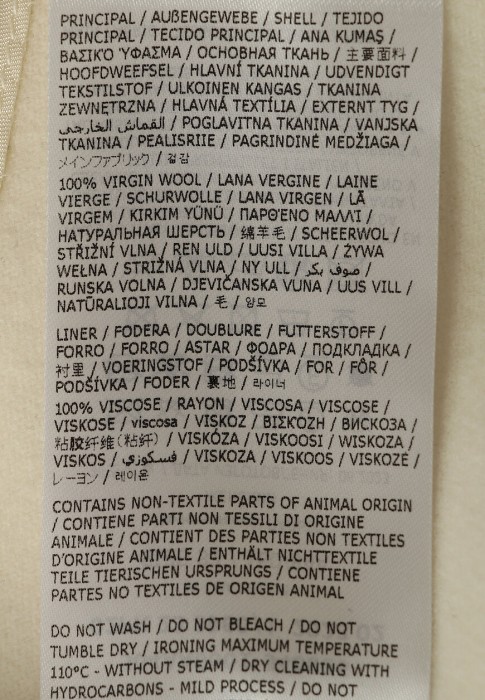 PRINCIPAL / AUßENGEWEBE / SHELL / TEJIDO
PRINCIPAL / TECIDO PRINCIPAL / ANA KUMAŞ /
ΒΑΣΙΚΌ ΎΦΑΣΜΑ / ОСНОВНАЯ ТКАНЬ / 主要面料 /
HOOFDWEEFSEL / HLAVNÍ TKANINA / UDVENDIGT
TEKSTILSTOF / ULKOINEN KANGAS / TKANINA
ZEWNĘTRZNA / HLAVNÁ TEXTÍLIA / EXTERNT TYG /
القماش الخارجي / POGLAVITNA TKANINA / VANJSKA
TKANINA / PEALISRIIE / PAGRINDINĖ MEDŽIAGA /
メインファブリック / 겉감
100% VIRGIN WOOL / LANA VERGINE / LAINE
VIERGE / SCHURWOLLE / LANA VIRGEN / LÃ
VIRGEM / KIRKIM YÜNÜ / ΠΑΡΘΈΝΟ ΜΑΛΛΊ /
НАТУРАЛЬНАЯ ШЕРСТЬ / 绵羊毛 / SCHEERWOL /
STŘIŽNÍ VLNA / REN ULD / UUSI VILLA / ŻYWA
WEŁNA / STRIŽNÁ VLNA / NY ULL / صوف بكر /
RUNSKA VOLNA / DJEVIČANSKA VUNA / UUS VILL /
NATŪRALIOJI VILNA / 毛 / 양모
LINER / FODERA / DOUBLURE / FUTTERSTOFF /
FORRO / FORRO / ASTAR / ΦΟΔΡΑ / ПОДКЛАДКА /
衬里 / VOERINGSTOF / PODŠÍVKA / FOR / FÔR /
PODŠÍVKA / FODER / 裏地 / 라이너
100% VISCOSE / RAYON / VISCOSA / VISCOSE /
VISKOSE / viscosa / VISKOZ / ΒΙΣΚΌΖΗ / ВИСКОЗА /
粘胶纤维(粘纤) / VISKÓZA / VISKOOSI / WISKOZA /
VISKOS / فسكوزي / VISKOZA / VISKOOS / VISKOZĖ /
レーヨン / 레이온
CONTAINS NON-TEXTILE PARTS OF ANIMAL ORIGIN
/ CONTIENE PARTI NON TESSILI DI ORIGINE
ANIMALE / CONTIENT DES PARTIES NON TEXTILES
D'ORIGINE ANIMALE / ENTHÄLT NICHTTEXTILE
TEILE TIERISCHEN URSPRUNGS / CONTIENE
PARTES NO TEXTILES DE ORIGEN ANIMAL
DO NOT WASH / DO NOT BLEACH / DO NOT
TUMBLE DRY / IRONING MAXIMUM TEMPERATURE
110°C - WITHOUT STEAM / DRY CLEANING WITH
HYDROCARBONS - MILD PROCESS / DO NOT